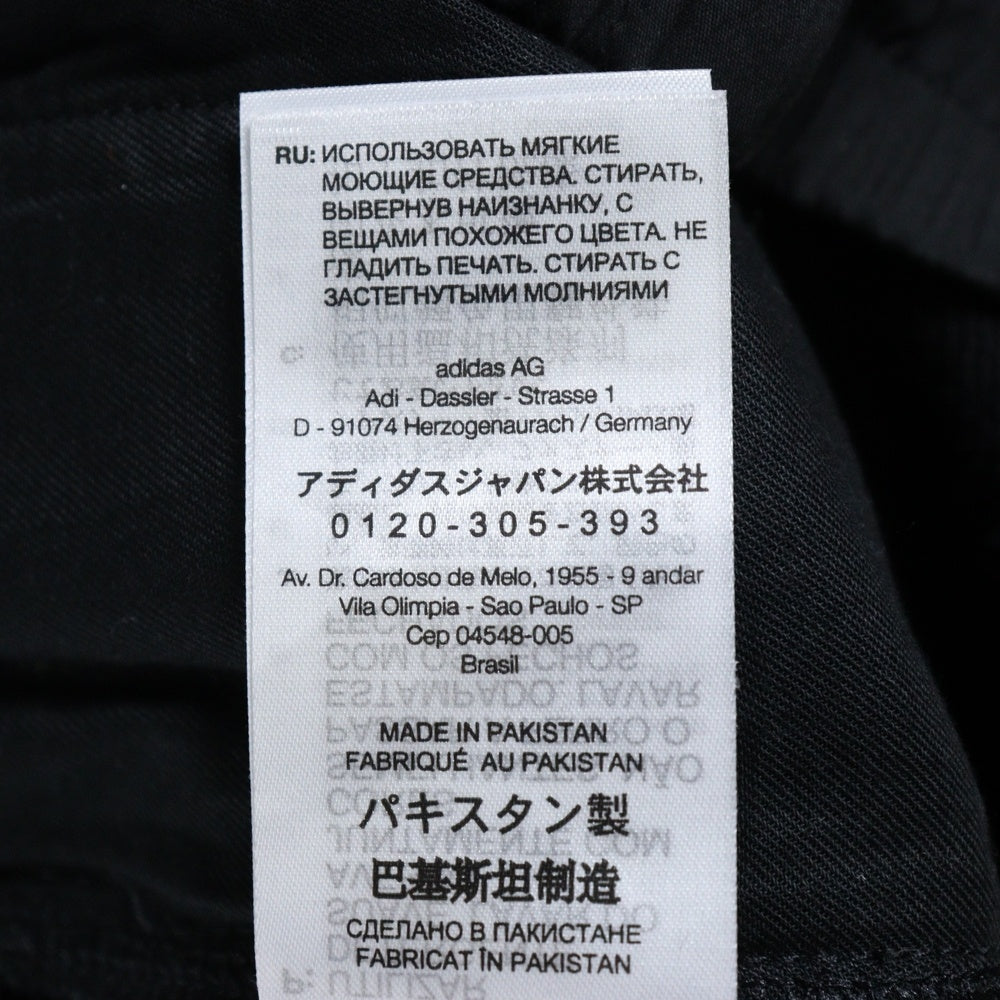 RU: ИСПОЛЬЗОВАТЬ МЯГКИЕ
МОЮЩИЕ СРЕДСТВА. СТИРАТЬ,
ВЫВЕРНУВ НАИЗНАНКУ, С
ВЕЩАМИ ПОХОЖЕГО ЦВЕТА. НЕ
ГЛАДИТЬ ПЕЧАТЬ. СТИРАТЬ С
ЗАСТЕГНУТЫМИ МОЛНИЯМИ
adidas AG
Adi - Dassler - Strasse 1
D - 91074 Herzogenaurach / Germany
アディダスジャパン株式会社
0120-305-393
Av. Dr. Cardoso de Melo, 1955 - 9 andar
Vila Olimpia - Sao Paulo - SP
Cep 04548-005
Brasil
MADE IN PAKISTAN
FABRIQUÉ AU PAKISTAN
パキスタン製
巴基斯坦制造
СДЕЛАНО В ПАКИСТАНЕ
FABRICAT ÎN PAKISTAN